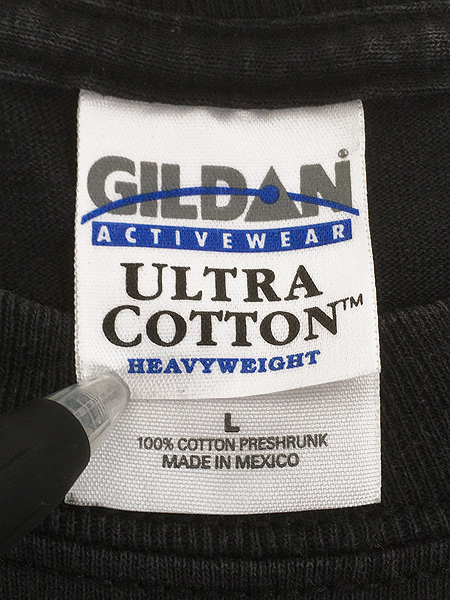 GILDAN®
ACTIVEWEAR
ULTRA
COTTON™
HEAVYWEIGHT
L
100% COTTON PRESHRUNK
MADE IN MEXICO